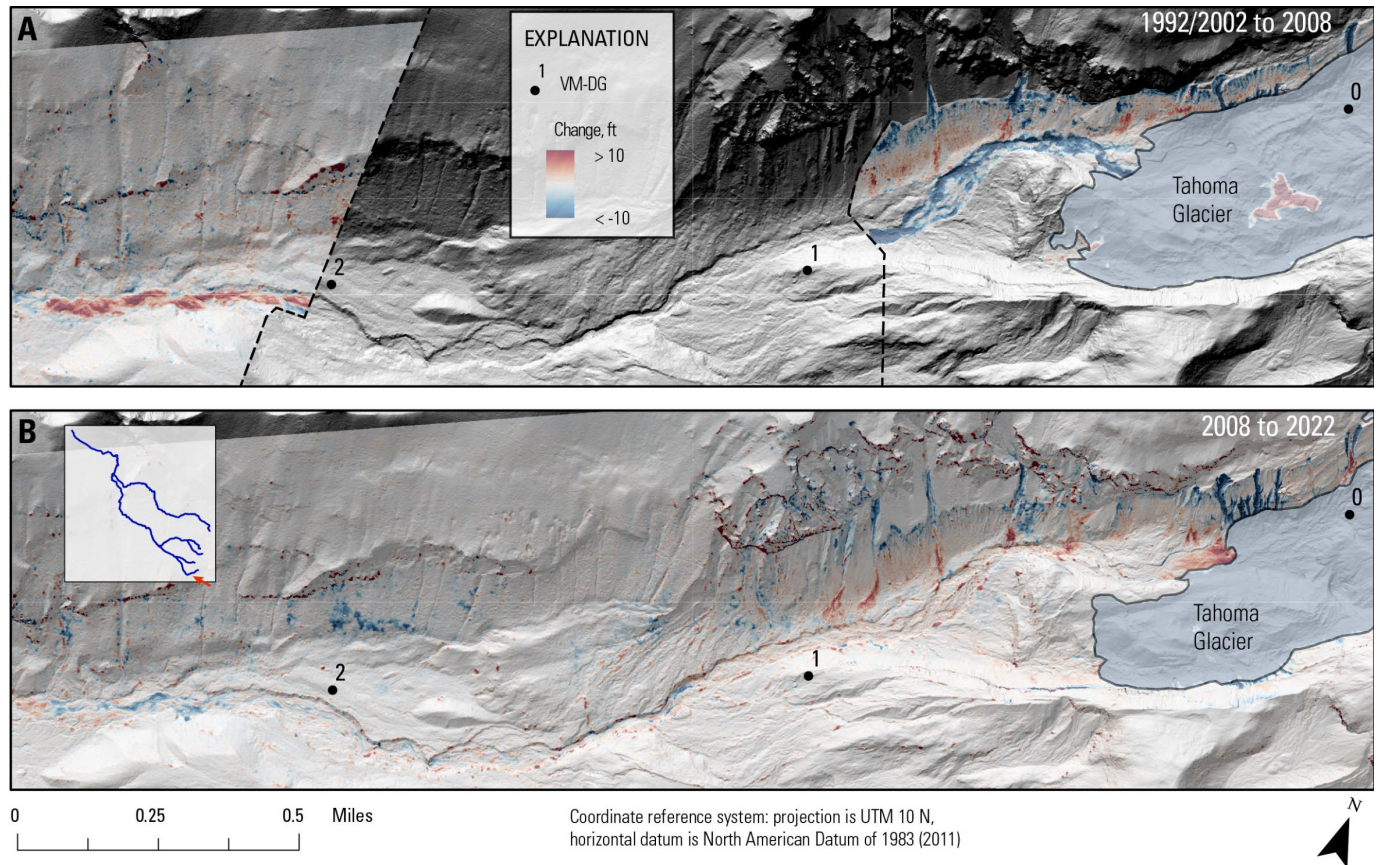 A
1992/2002 to 2008
EXPLANATION
1
VM-DG
Change, ft
> 10
< -10
0
Tahoma
Glacier
2
1
B
2008 to 2022
0
Tahoma
Glacier
1
2
0 0.25 0.5 Miles
Coordinate reference system: projection is UTM 10 N,
horizontal datum is North American Datum of 1983 (2011)
N